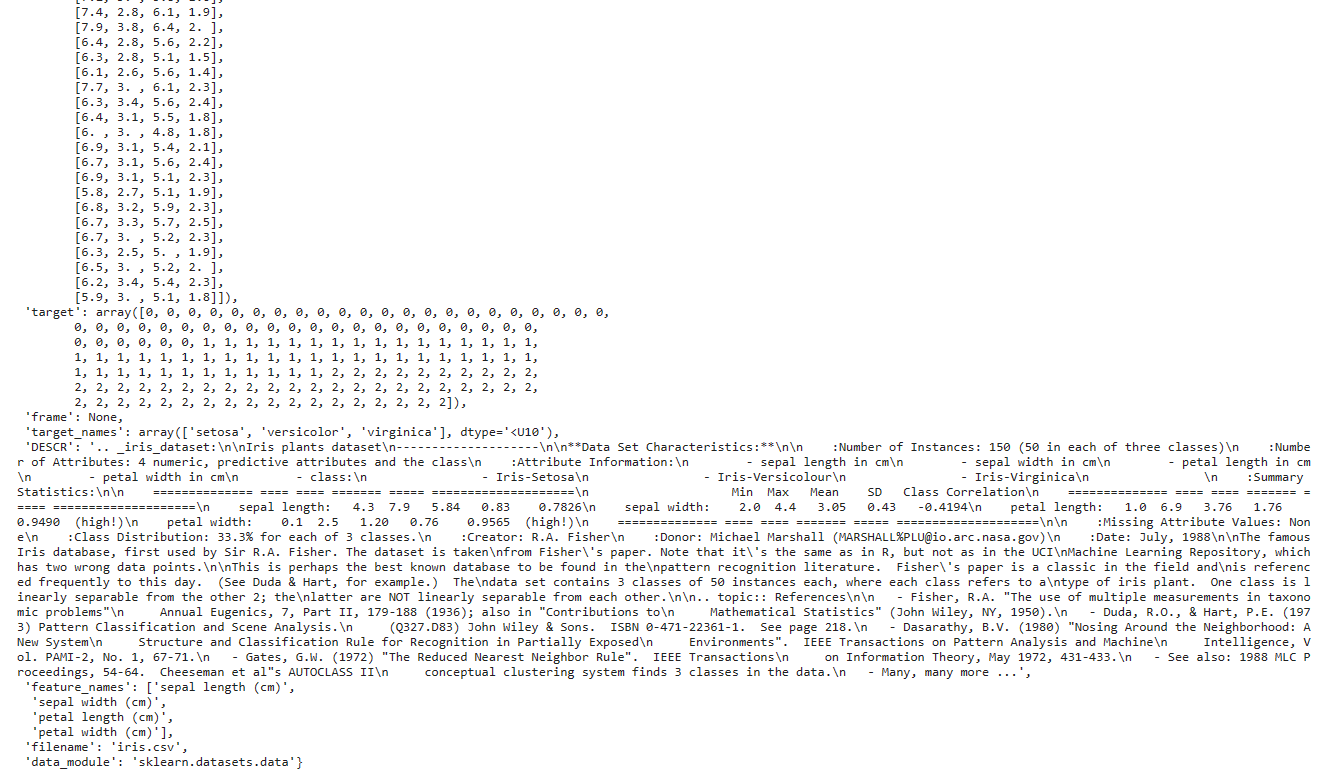 [7.4, 2.8, 6.1, 1.9],
[7.9, 3.8, 6.4, 2. ],
[6.4, 2.8, 5.6, 2.2],
[6.3, 2.8, 5.1, 1.5],
[6.1, 2.6, 5.6, 1.4],
[7.7, 3. , 6.1, 2.3],
[6.3, 3.4, 5.6, 2.4],
[6.4, 3.1, 5.5, 1.8],
[6. , 3. , 4.8, 1.8],
[6.9, 3.1, 5.4, 2.1],
[6.7, 3.1, 5.6, 2.4],
[6.9, 3.1, 5.1, 2.3],
[5.8, 2.7, 5.1, 1.9],
[6.8, 3.2, 5.9, 2.3],
[6.7, 3.3, 5.7, 2.5],
[6.7, 3. , 5.2, 2.3],
[6.3, 2.5, 5. , 1.9],
[6.5, 3. , 5.2, 2. ],
[6.2, 3.4, 5.4, 2.3],
[5.9, 3. , 5.1, 1.8]]),
'target': array([0, 0, 0, 0, 0, 0, 0, 0, 0, 0, 0, 0, 0, 0, 0, 0, 0, 0, 0, 0, 0, 0,
0, 0, 0, 0, 0, 0, 0, 0, 0, 0, 0, 0, 0, 0, 0, 0, 0, 0, 0, 0, 0, 0,
0, 0, 0, 0, 0, 0, 1, 1, 1, 1, 1, 1, 1, 1, 1, 1, 1, 1, 1, 1, 1, 1,
1, 1, 1, 1, 1, 1, 1, 1, 1, 1, 1, 1, 1, 1, 1, 1, 1, 1, 1, 1, 1, 1,
1, 1, 1, 1, 1, 1, 1, 1, 1, 1, 1, 1, 2, 2, 2, 2, 2, 2, 2, 2, 2, 2,
2, 2, 2, 2, 2, 2, 2, 2, 2, 2, 2, 2, 2, 2, 2, 2, 2, 2, 2, 2, 2, 2,
2, 2, 2, 2, 2, 2, 2, 2, 2, 2, 2, 2, 2, 2, 2, 2, 2, 2]),
'frame': None,
'target_names': array(['setosa', 'versicolor', 'virginica'], dtype='<U10'),
'DESCR': '.. _iris_dataset:\n\nIris plants dataset\n--------------------\n\n**Data Set Characteristics:**\n\n    :Number of Instances: 150 (50 in each of three classes)\n    :Numbe
r of Attributes: 4 numeric, predictive attributes and the class\n    :Attribute Information:\n        - sepal length in cm\n        - sepal width in cm\n        - petal length in cm
\n        - petal width in cm\n        - class:\n                - Iris-Setosa\n                - Iris-Versicolour\n                - Iris-Virginica\n                \n    :Summary
Statistics:\n\n    ============== ==== ==== ======= ===== ====================\n                    Min  Max   Mean    SD   Class Correlation\n    ============== ==== ==== ======= =
==== ====================\n    sepal length:   4.3  7.9   5.84   0.83    0.7826\n    sepal width:    2.0  4.4   3.05   0.43   -0.4194\n    petal length:   1.0  6.9   3.76   1.76
0.9490  (high!)\n    petal width:    0.1  2.5   1.20   0.76    0.9565  (high!)\n    ============== ==== ==== ======= ===== ====================\n\n    :Missing Attribute Values: Non
e\n    :Class Distribution: 33.3% for each of 3 classes.\n    :Creator: R.A. Fisher\n    :Donor: Michael Marshall (MARSHALL%PLU@io.arc.nasa.gov)\n    :Date: July, 1988\n\nThe famous
Iris database, first used by Sir R.A. Fisher. The dataset is taken\nfrom Fisher\'s paper. Note that it\'s the same as in R, but not as in the UCI\nMachine Learning Repository, which
has two wrong data points.\n\nThis is perhaps the best known database to be found in the\npattern recognition literature.  Fisher\'s paper is a classic in the field and\nis referenc
ed frequently to this day.  (See Duda & Hart, for example.)  The\ndata set contains 3 classes of 50 instances each, where each class refers to a\ntype of iris plant.  One class is l
inearly separable from the other 2; the\nlatter are NOT linearly separable from each other.\n\n.. topic:: References\n\n   - Fisher, R.A. "The use of multiple measurements in taxono
mic problems"\n     Annual Eugenics, 7, Part II, 179-188 (1936); also in "Contributions to\n     Mathematical Statistics" (John Wiley, NY, 1950).\n   - Duda, R.O., & Hart, P.E. (197
3) Pattern Classification and Scene Analysis.\n     (Q327.D83) John Wiley & Sons.  ISBN 0-471-22361-1.  See page 218.\n   - Dasarathy, B.V. (1980) "Nosing Around the Neighborhood: A
New System\n     Structure and Classification Rule for Recognition in Partially Exposed\n     Environments".  IEEE Transactions on Pattern Analysis and Machine\n     Intelligence, V
ol. PAMI-2, No. 1, 67-71.\n   - Gates, G.W. (1972) "The Reduced Nearest Neighbor Rule".  IEEE Transactions\n     on Information Theory, May 1972, 431-433.\n   - See also: 1988 MLC P
roceedings, 54-64.  Cheeseman et al"s AUTOCLASS II\n     conceptual clustering system finds 3 classes in the data.\n   - Many, many more ...',
'feature_names': ['sepal length (cm)',
'sepal width (cm)',
'petal length (cm)',
'petal width (cm)'],
'filename': 'iris.csv',
'data_module': 'sklearn.datasets.data'}